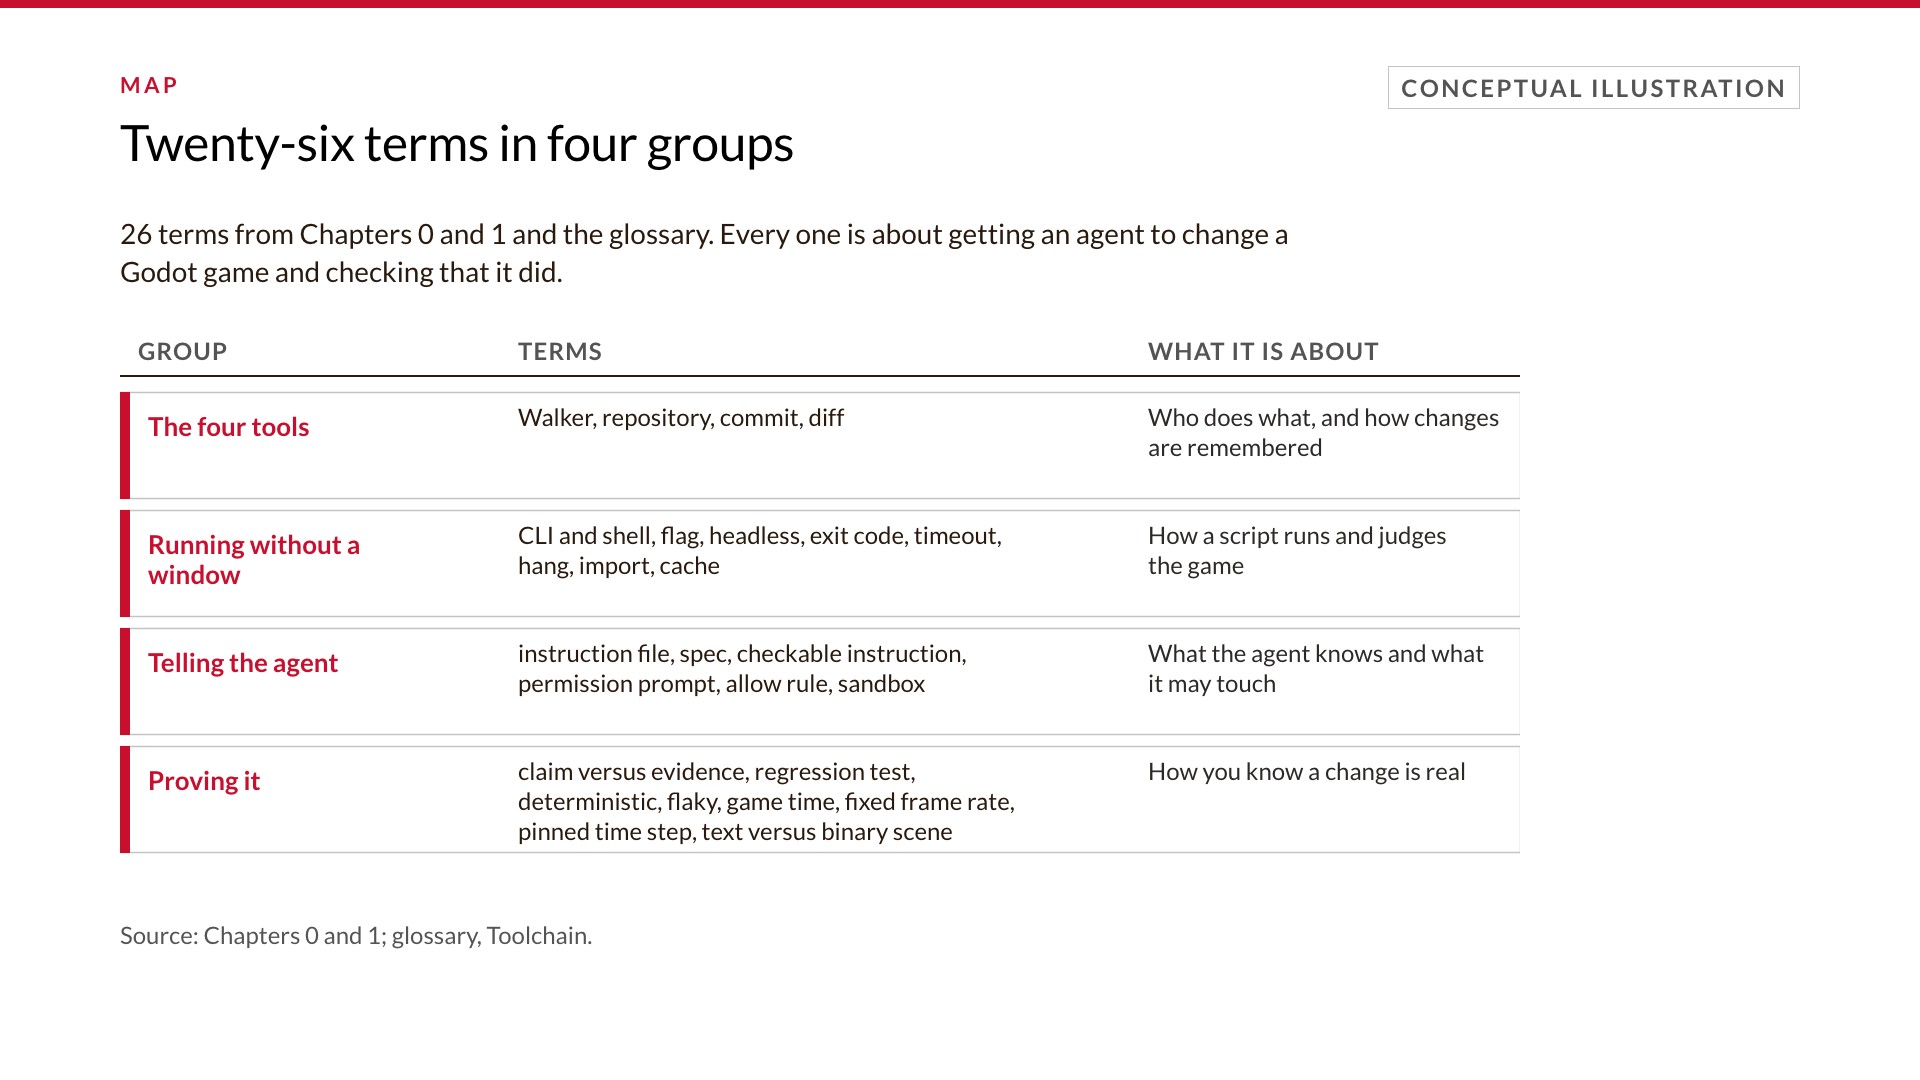 MAP
CONCEPTUAL ILLUSTRATION
Twenty-six terms in four groups
26 terms from Chapters 0 and 1 and the glossary. Every one is about getting an agent to change a
Godot game and checking that it did.
GROUP
TERMS
WHAT IT IS ABOUT
The four tools
Walker, repository, commit, diff
Who does what, and how changes
are remembered
Running without a
window
CLI and shell, flag, headless, exit code, timeout,
hang, import, cache
How a script runs and judges
the game
Telling the agent
instruction file, spec, checkable instruction,
permission prompt, allow rule, sandbox
What the agent knows and what
it may touch
Proving it
claim versus evidence, regression test,
deterministic, flaky, game time, fixed frame rate,
pinned time step, text versus binary scene
How you know a change is real
Source: Chapters 0 and 1; glossary, Toolchain.